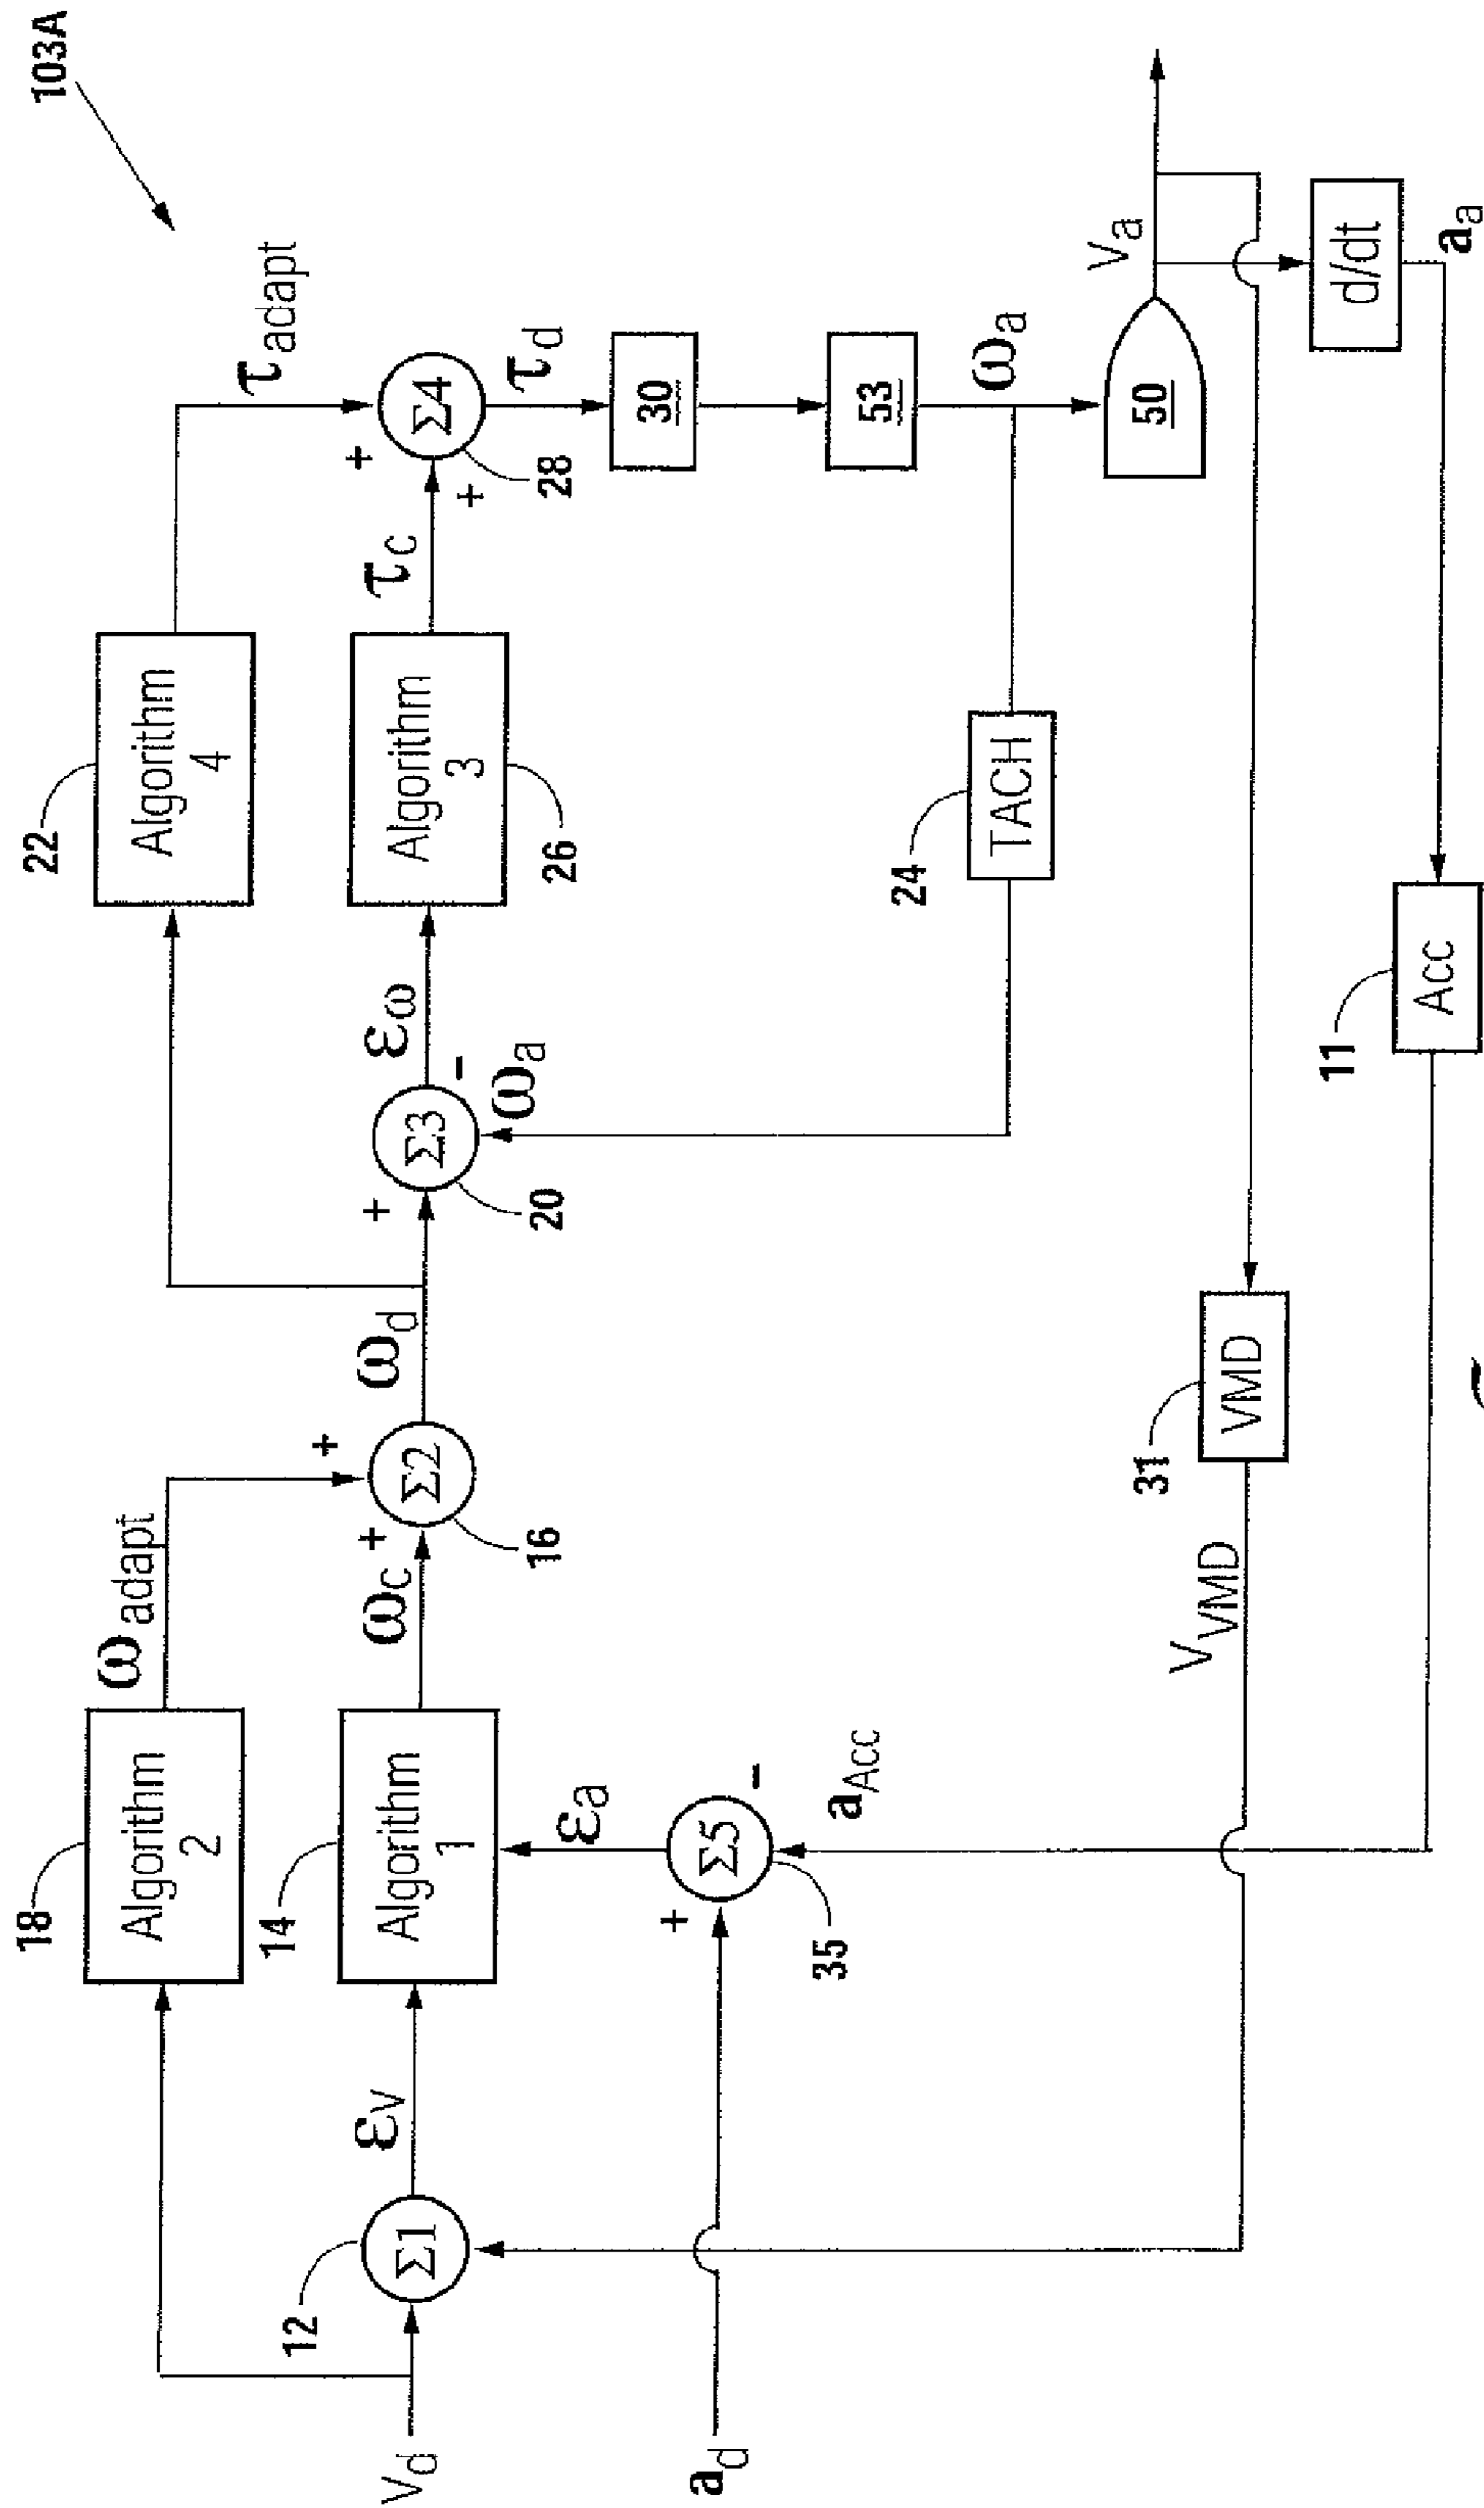 103A
22
Algorithm
4
τadapt
18
Algorithm
2
ωadapt
14
Algorithm
1
ωc
+
+
Σ2
16
ωd
+
Σ3
20
-
ωa
εω
Algorithm
3
26
τc
+
+
Σ4
28
τd
30
53
ωa
50
Va
12
Σ1
εV
Vd
ad
+
Σ5
35
-
εa
aAcc
24
TACH
31
VMD
VVMD
11
Acc
d/dt
aa